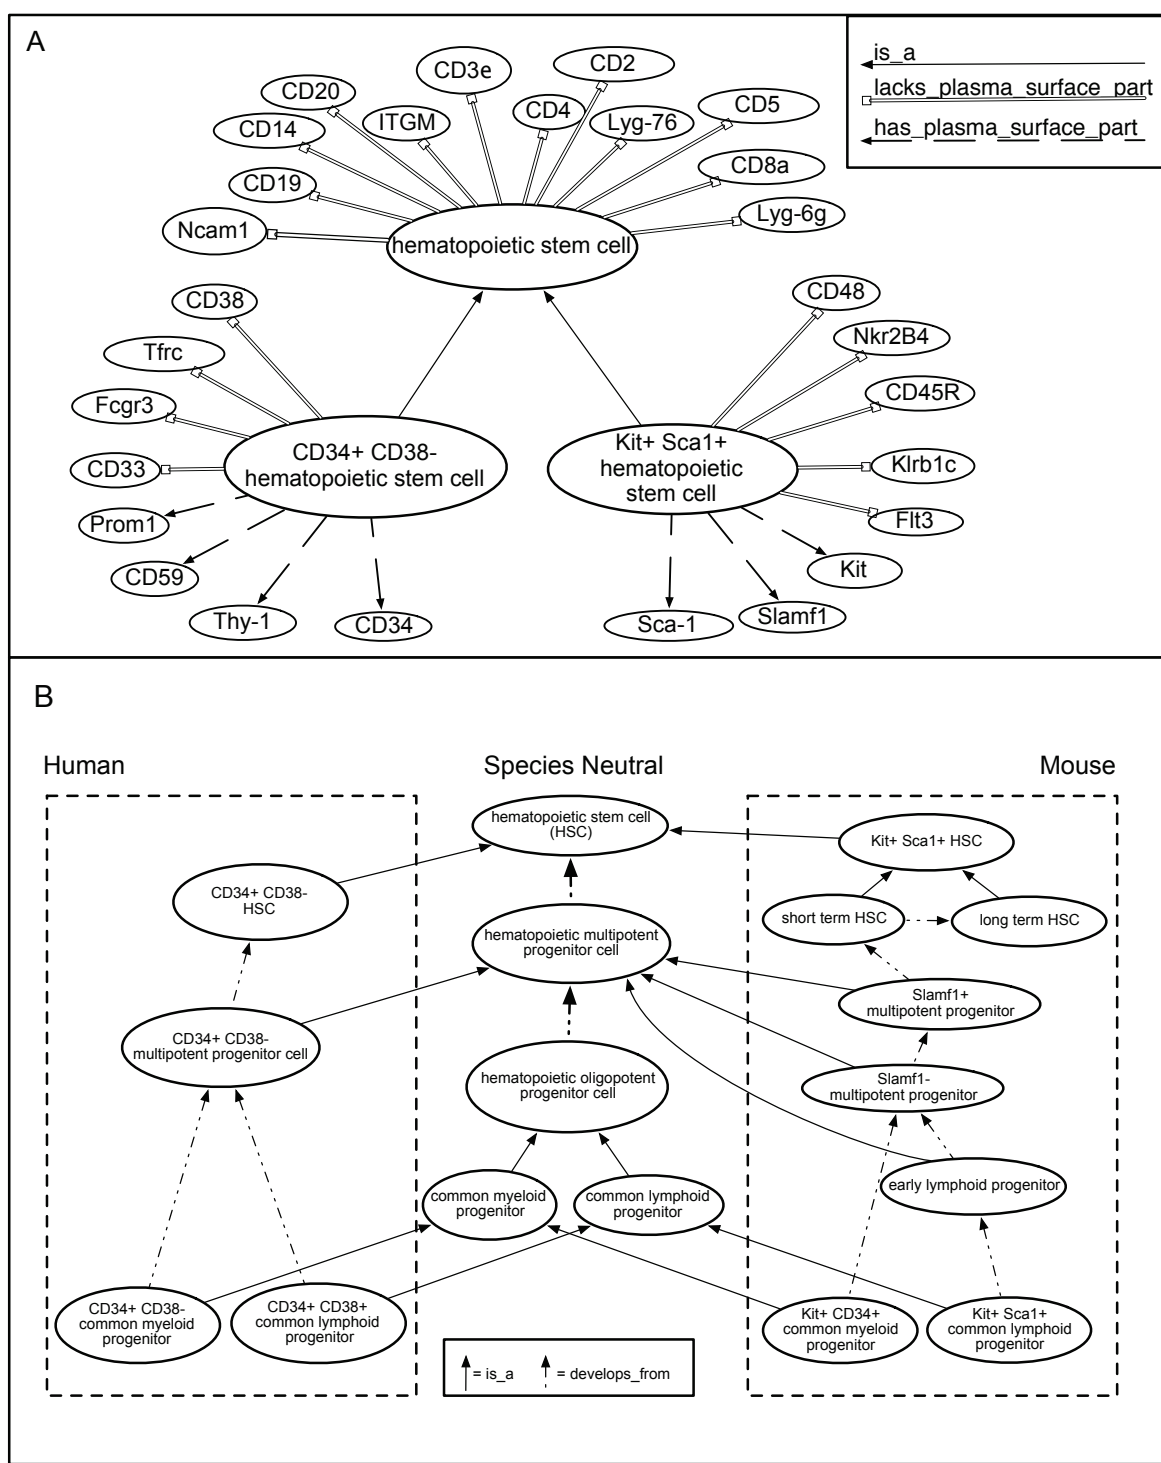 A
is_a
lacks_plasma_surface_part
has_plasma_surface_part
CD3e
CD2
CD20
CD5
CD14
ITGM
CD4
Lyg-76
CD19
CD8a
Ncam1
Lyg-6g
hematopoietic stem cell
CD38
CD48
Tfrc
Nkr2B4
Fcgr3
CD45R
CD34+ CD38-
hematopoietic stem cell
Kit+ Sca1+
hematopoietic
stem cell
CD33
Klrb1c
Prom1
Flt3
CD59
Kit
Thy-1
CD34
Sca-1
Slamf1
B
Human
Species Neutral
Mouse
hematopoietic stem cell
(HSC)
Kit+ Sca1+ HSC
CD34+ CD38-
HSC
short term HSC
long term HSC
hematopoietic multipotent
progenitor cell
Slamf1+
multipotent progenitor
CD34+ CD38-
multipotent progenitor cell
hematopoietic oligopotent
progenitor cell
Slamf1-
multipotent progenitor
early lymphoid progenitor
common myeloid
progenitor
common lymphoid
progenitor
CD34+ CD38-
common myeloid
progenitor
CD34+ CD38+
common lymphoid
progenitor
Kit+ CD34+
common myeloid
progenitor
Kit+ Sca1+
common lymphoid
progenitor
= is_a
= develops_from